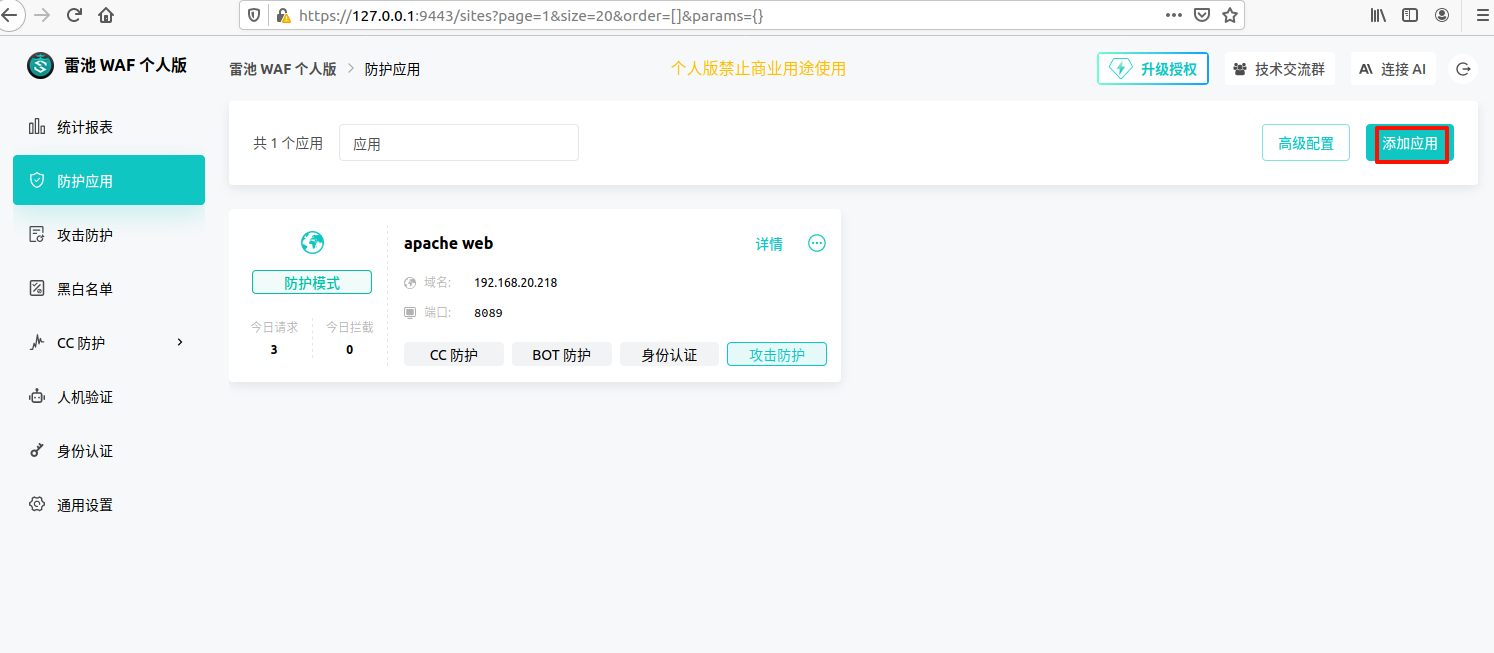 https://127.0.0.1:9443/sites?page=1&size=20&order=[]&params={}
雷池 WAF 个人版
雷池 WAF 个人版 > 防护应用
个人版禁止商业用途使用
升级授权
技术交流群
连接 AI
统计报表
防护应用
攻击防护
黑白名单
CC 防护
人机验证
身份认证
通用设置
共 1 个应用
应用
高级配置
添加应用
防护模式
今日请求 今日拦截
3 0
apache web
详情
域名: 192.168.20.218
端口: 8089
CC 防护 BOT 防护 身份认证 攻击防护